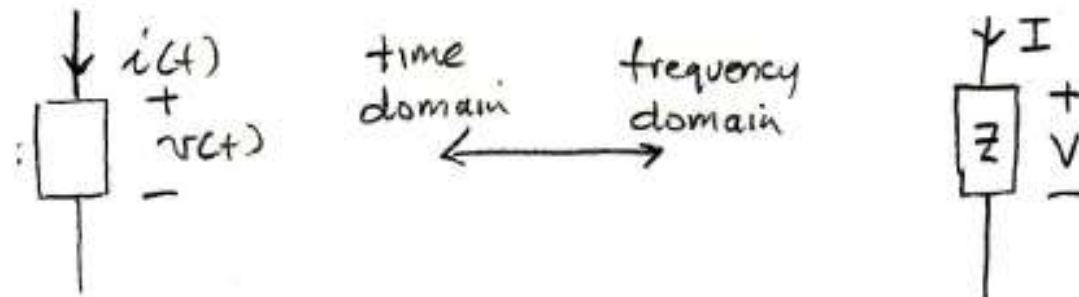 i(t)
+
v(t)
−
:
time
domain
frequency
domain
I
+
Z
V
−